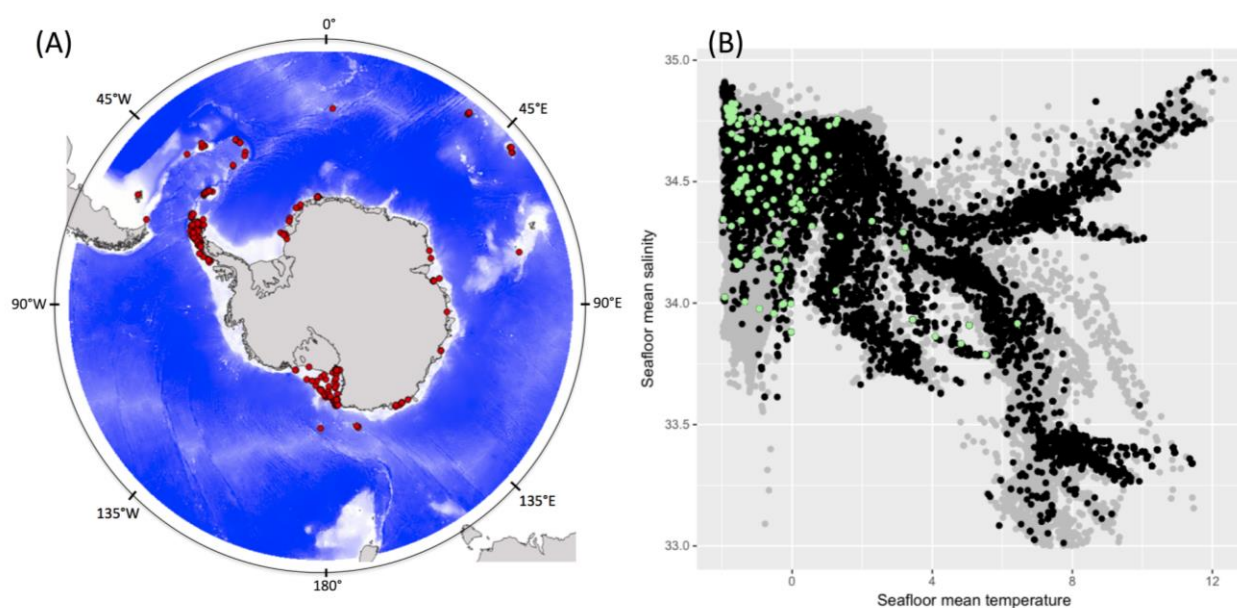 (A)
0°
45°W
45°E
90°W
90°E
135°W
135°E
180°
(B)
35.0
34.5
34.0
33.5
33.0
Seafloor mean salinity
0
4
8
12
Seafloor mean temperature